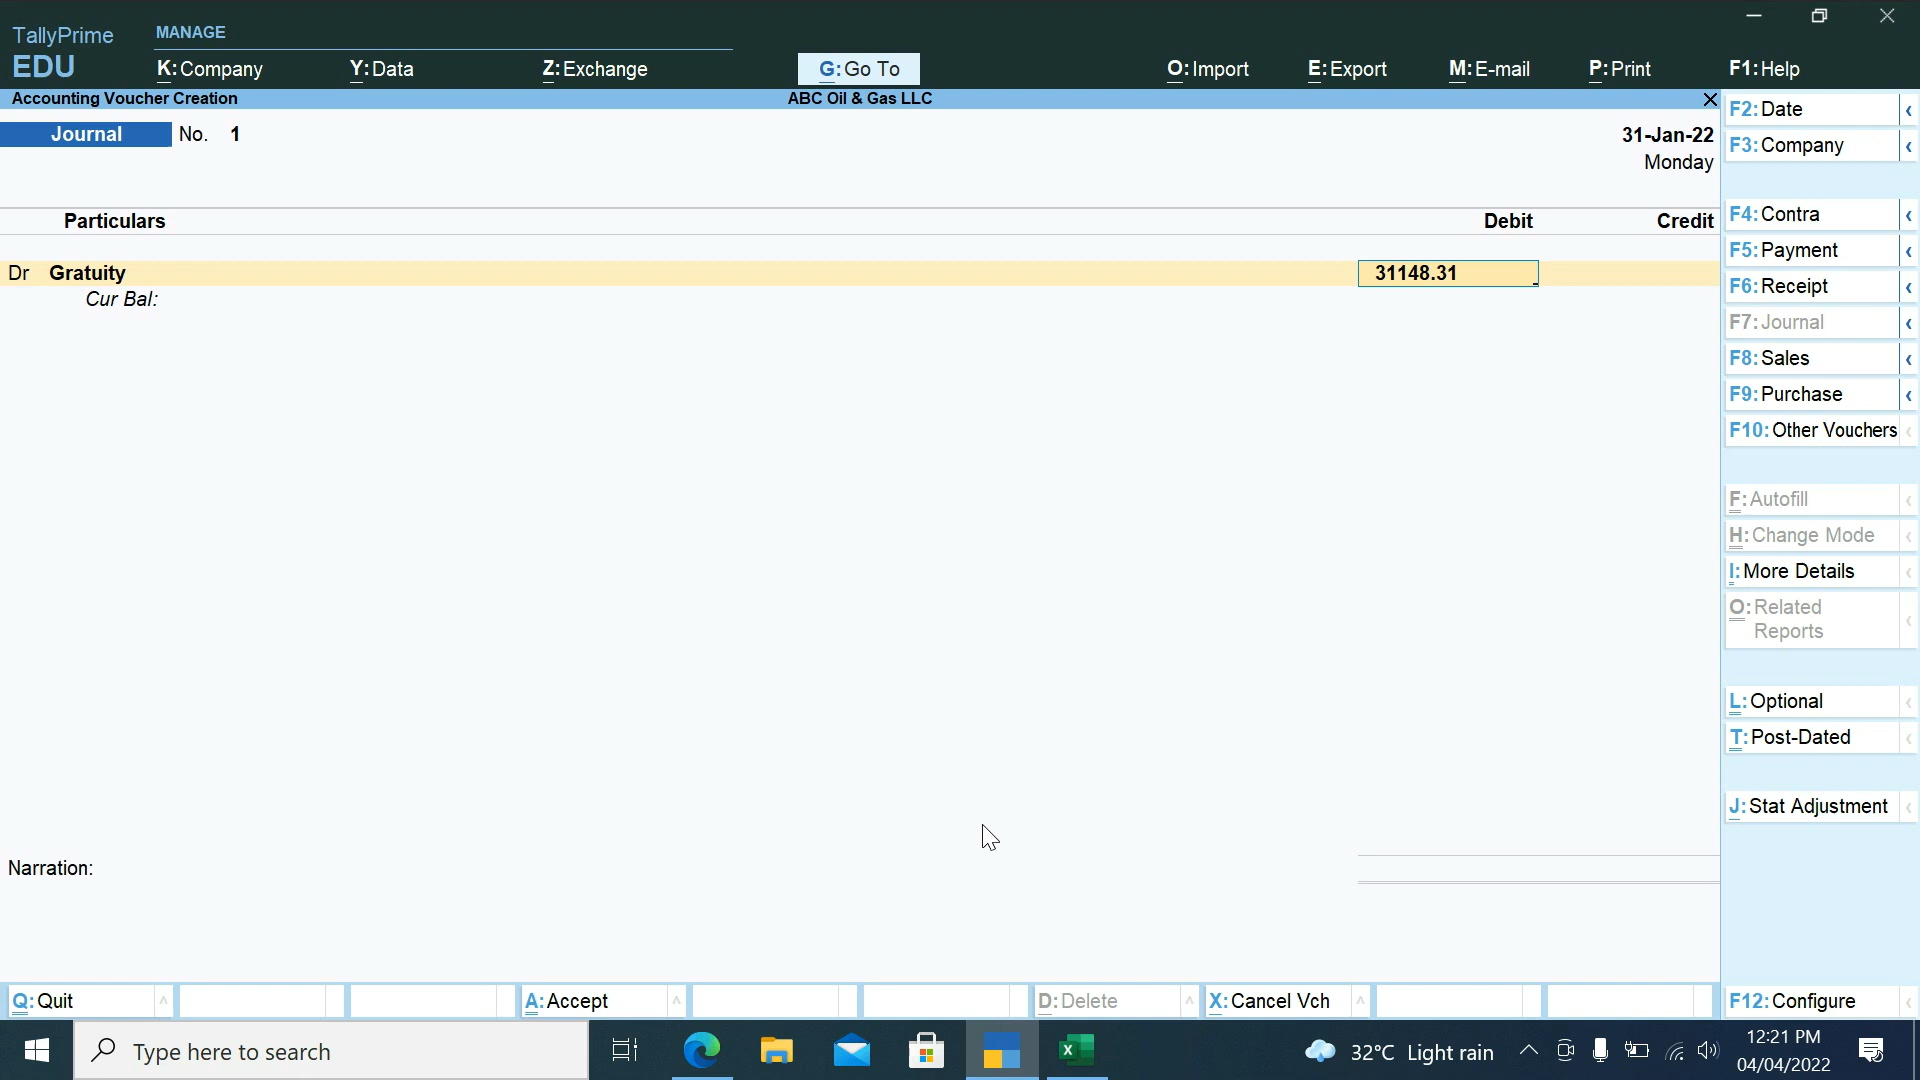 TallyPrime
EDU
MANAGE
K:Company Y:Data Z:Exchange G:Go To O:Import E:Export M:E-mail P:Print F1:Help
Accounting Voucher Creation ABC Oil & Gas LLC
Journal No. 1 31-Jan-22
Monday
Particulars Debit Credit
Dr Gratuity 31148.31
Cur Bal:
Narration:
F2:Date
F3:Company
F4:Contra
F5:Payment
F6:Receipt
F7:Journal
F8:Sales
F9:Purchase
F10:Other Vouchers
F:Autofill
H:Change Mode
I:More Details
O:Related
Reports
L:Optional
T:Post-Dated
J:Stat Adjustment
Q:Quit A:Accept D:Delete X:Cancel Vch F12:Configure
Type here to search 32°C Light rain 12:21 PM
04/04/2022